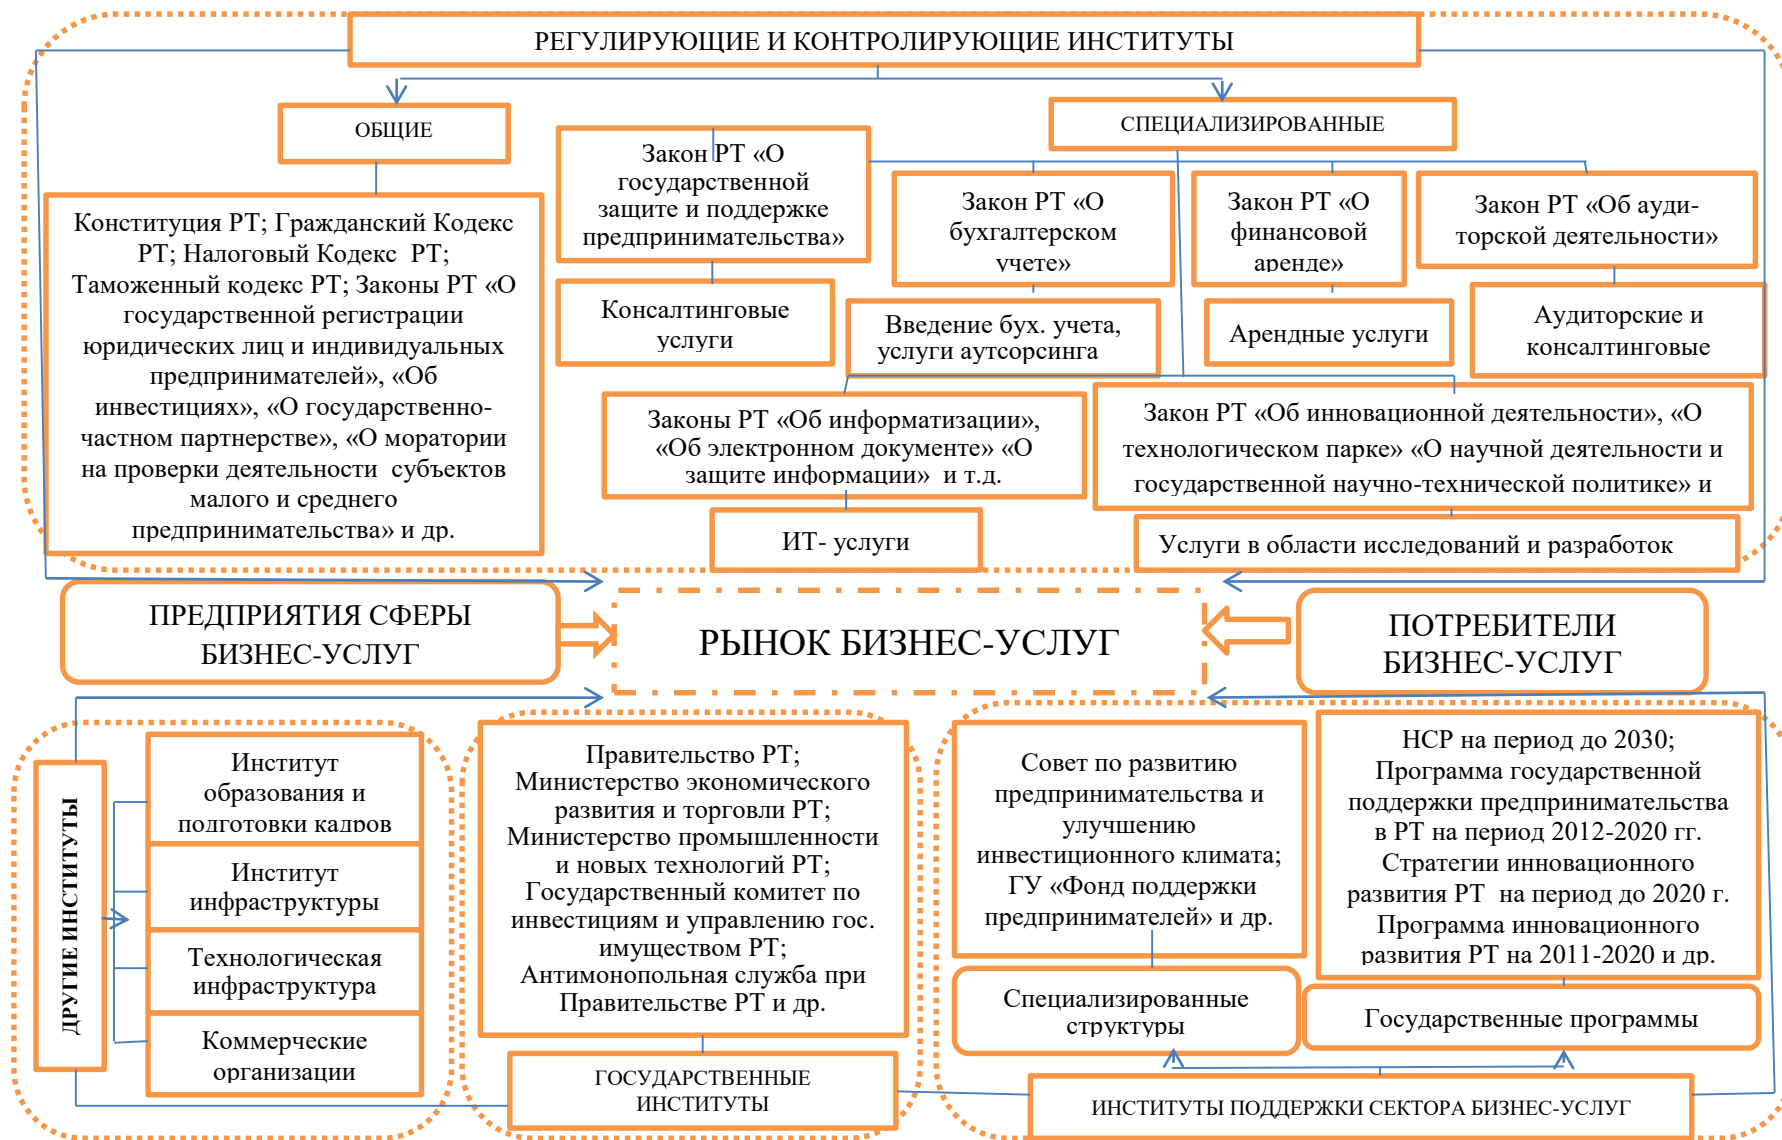 РЕГУЛИРУЮЩИЕ И КОНТРОЛИРУЮЩИЕ ИНСТИТУТЫ
ОБЩИЕ
СПЕЦИАЛИЗИРОВАННЫЕ
Конституция РТ; Гражданский Кодекс
РТ; Налоговый Кодекс РТ;
Таможенный кодекс РТ; Законы РТ «О
государственной регистрации
юридических лиц и индивидуальных
предпринимателей», «Об
инвестициях», «О государственно-
частном партнерстве», «О моратории
на проверки деятельности субъектов
малого и среднего
предпринимательства» и др.
Закон РТ «О
государственной
защите и поддержке
предпринимательства»
Закон РТ «О
бухгалтерском
учете»
Закон РТ «О
финансовой
аренде»
Закон РТ «Об ауди-
торской деятельности»
Консалтинговые
услуги
Введение бух. учета,
услуги аутсорсинга
Арендные услуги
Аудиторские и
консалтинговые
Законы РТ «Об информатизации»,
«Об электронном документе» «О
защите информации» и т.д.
Закон РТ «Об инновационной деятельности», «О
технологическом парке» «О научной деятельности и
государственной научно-технической политике» и
ИТ- услуги
Услуги в области исследований и разработок
ПРЕДПРИЯТИЯ СФЕРЫ
БИЗНЕС-УСЛУГ
РЫНОК БИЗНЕС-УСЛУГ
ПОТРЕБИТЕЛИ
БИЗНЕС-УСЛУГ
ДРУГИЕ ИНСТИТУТЫ
Институт
образования и
подготовки кадров
Институт
инфраструктуры
Технологическая
инфраструктура
Коммерческие
организации
Правительство РТ;
Министерство экономического
развития и торговли РТ;
Министерство промышленности
и новых технологий РТ;
Государственный комитет по
инвестициям и управлению гос.
имуществом РТ;
Антимонопольная служба при
Правительстве РТ и др.
ГОСУДАРСТВЕННЫЕ
ИНСТИТУТЫ
Совет по развитию
предпринимательства и
улучшению
инвестиционного климата;
ГУ «Фонд поддержки
предпринимателей» и др.
НСР на период до 2030;
Программа государственной
поддержки предпринимательства
в РТ на период 2012-2020 гг.
Стратегии инновационного
развития РТ на период до 2020 г.
Программа инновационного
развития РТ на 2011-2020 и др.
Специализированные
структуры
Государственные программы
ИНСТИТУТЫ ПОДДЕРЖКИ СЕКТОРА БИЗНЕС-УСЛУГ